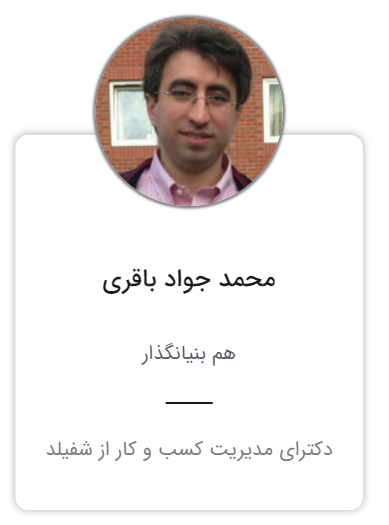 محمد جواد باقری
هم بنیانگذار
دکترای مدیریت کسب و کار از شفیلد